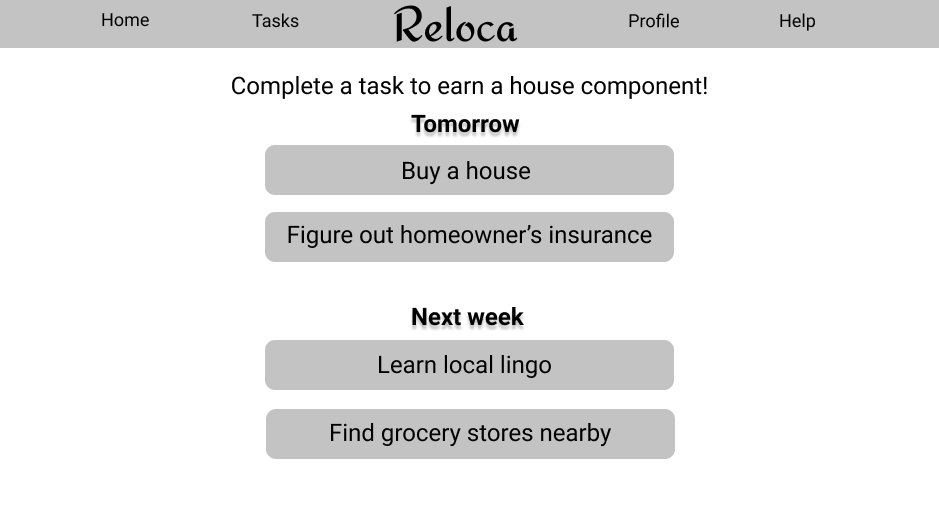 Home Tasks Reloca Profile Help
Complete a task to earn a house component!
Tomorrow
Buy a house
Figure out homeowner’s insurance
Next week
Learn local lingo
Find grocery stores nearby